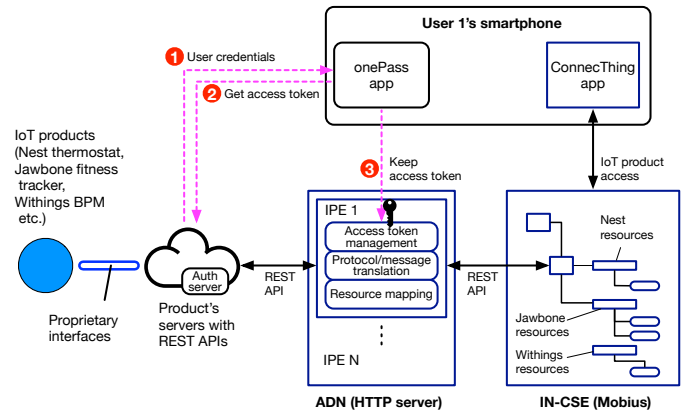 User 1's smartphone
onePass
app
ConnecThing
app
1 User credentials
2 Get access token
3 Keep
access token
IoT product
access
IoT products
(Nest thermostat,
Jawbone fitness
tracker,
Withings BPM
etc.)
Proprietary
interfaces
Auth
server
Product's
servers with
REST APIs
REST
API
IPE 1
Access token
management
Protocol/message
translation
Resource mapping
IPE N
ADN (HTTP server)
REST
API
Nest
resources
Jawbone
resources
Withings
resources
IN-CSE (Mobius)